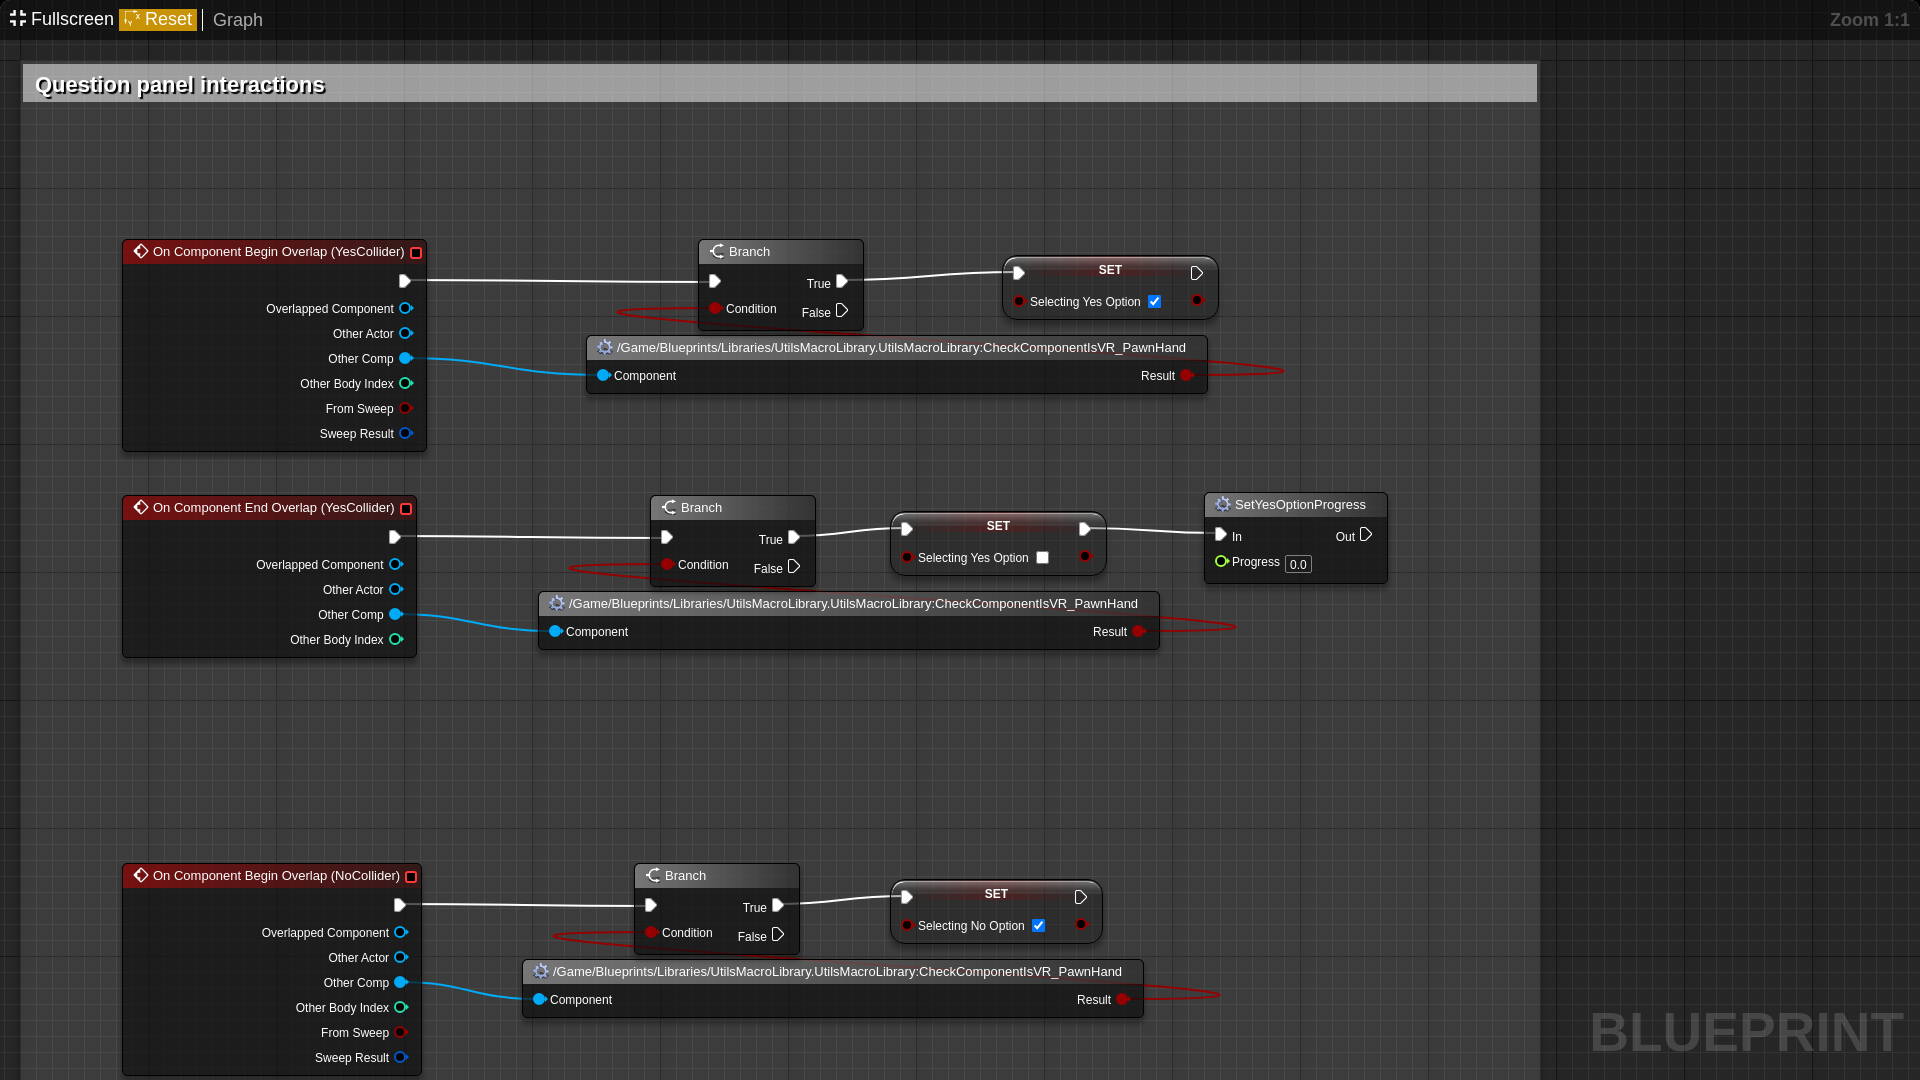 Fullscreen Reset Graph Zoom 1:1
Question panel interactions
On Component Begin Overlap (YesCollider)
Overlapped Component
Other Actor
Other Comp
Other Body Index
From Sweep
Sweep Result
Branch
True
Condition
False
SET
Selecting Yes Option
/Game/Blueprints/Libraries/UtilsMacroLibrary.UtilsMacroLibrary:CheckComponentIsVR_PawnHand
Component Result
On Component End Overlap (YesCollider)
Overlapped Component
Other Actor
Other Comp
Other Body Index
Branch
True
Condition
False
SET
Selecting Yes Option
SetYesOptionProgress
In Out
Progress 0.0
/Game/Blueprints/Libraries/UtilsMacroLibrary.UtilsMacroLibrary:CheckComponentIsVR_PawnHand
Component Result
On Component Begin Overlap (NoCollider)
Overlapped Component
Other Actor
Other Comp
Other Body Index
From Sweep
Sweep Result
Branch
True
Condition
False
SET
Selecting No Option
/Game/Blueprints/Libraries/UtilsMacroLibrary.UtilsMacroLibrary:CheckComponentIsVR_PawnHand
Component Result
BLUEPRINT